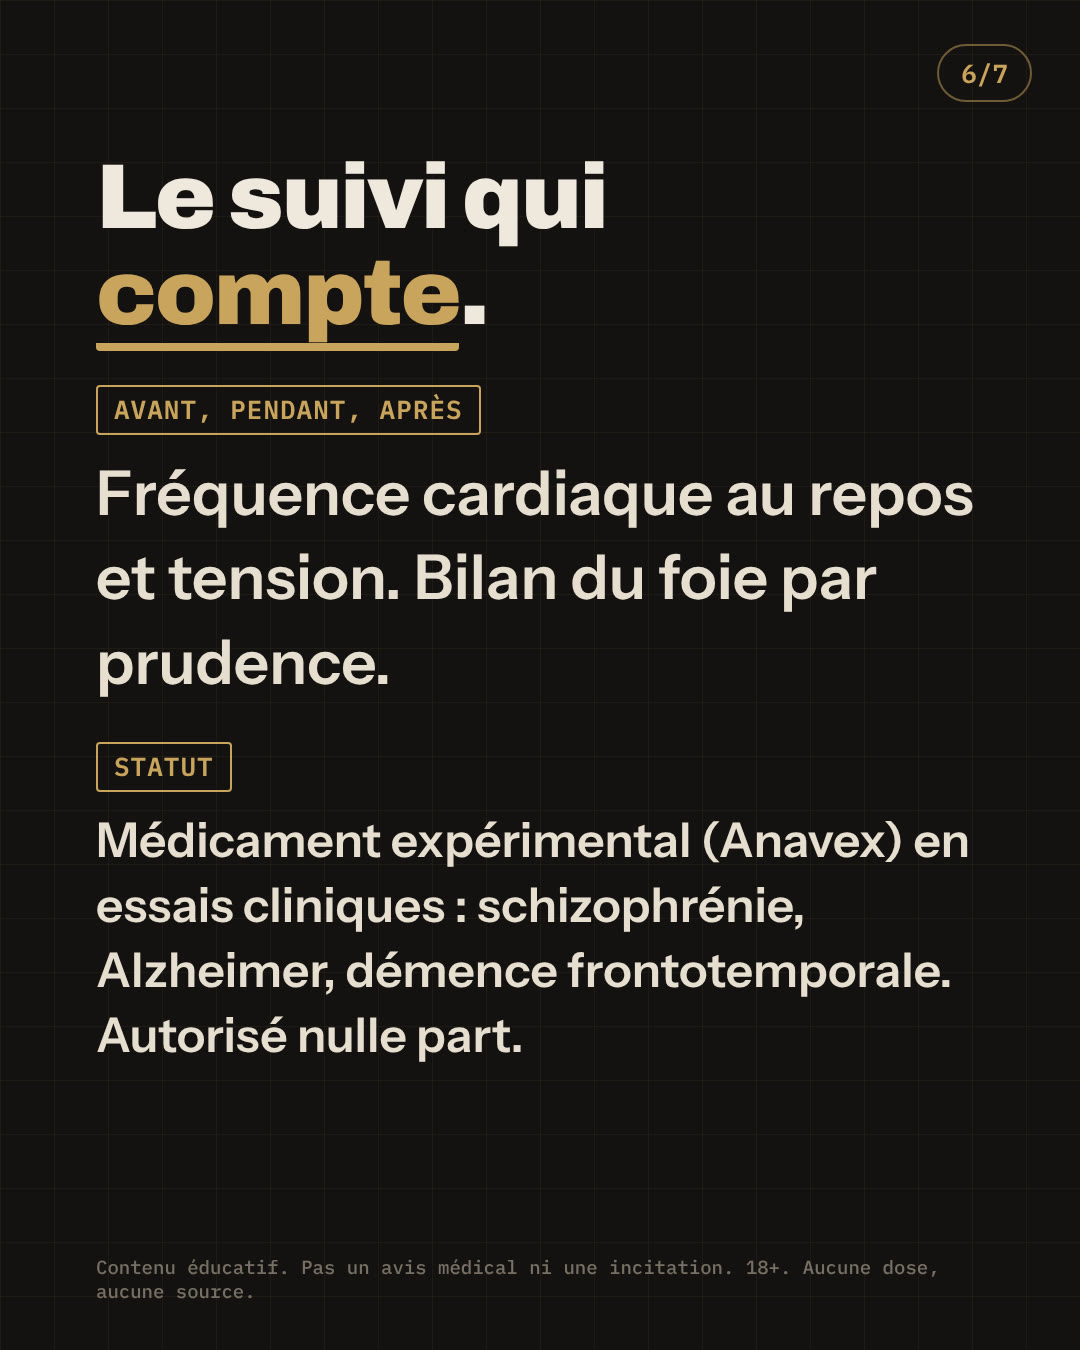 6/7
Le suivi qui
compte.
AVANT, PENDANT, APRÈS
Fréquence cardiaque au repos
et tension. Bilan du foie par
prudence.
STATUT
Médicament expérimental (Anavex) en
essais cliniques : schizophrénie,
Alzheimer, démence frontotemporale.
Autorisé nulle part.
Contenu éducatif. Pas un avis médical ni une incitation. 18+. Aucune dose,
aucune source.